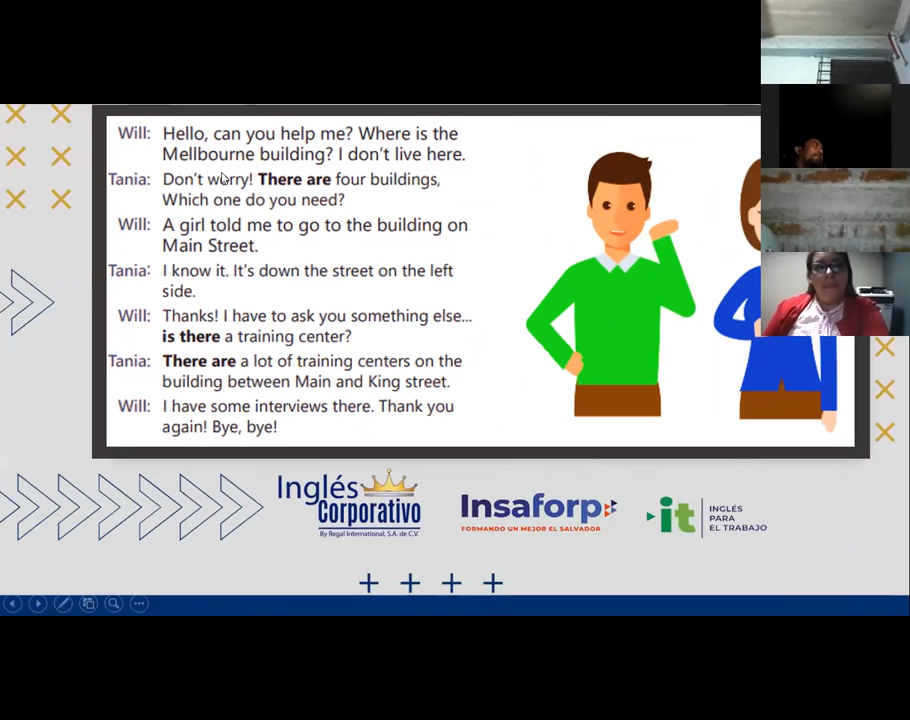 Will: Hello, can you help me? Where is the
Mellbourne building? I don't live here.
Tania: Don't worry! There are four buildings,
Which one do you need?
Will: A girl told me to go to the building on
Main Street.
Tania: I know it. It's down the street on the left
side.
Will: Thanks! I have to ask you something else...
is there a training center?
Tania: There are a lot of training centers on the
building between Main and King street.
Will: I have some interviews there. Thank you
again! Bye, bye!
Inglés
Corporativo
By Regal International, S.A. de C.V.
Insaforp
FORMANDO UN MEJOR EL SALVADOR
it
INGLÉS
PARA
EL TRABAJO